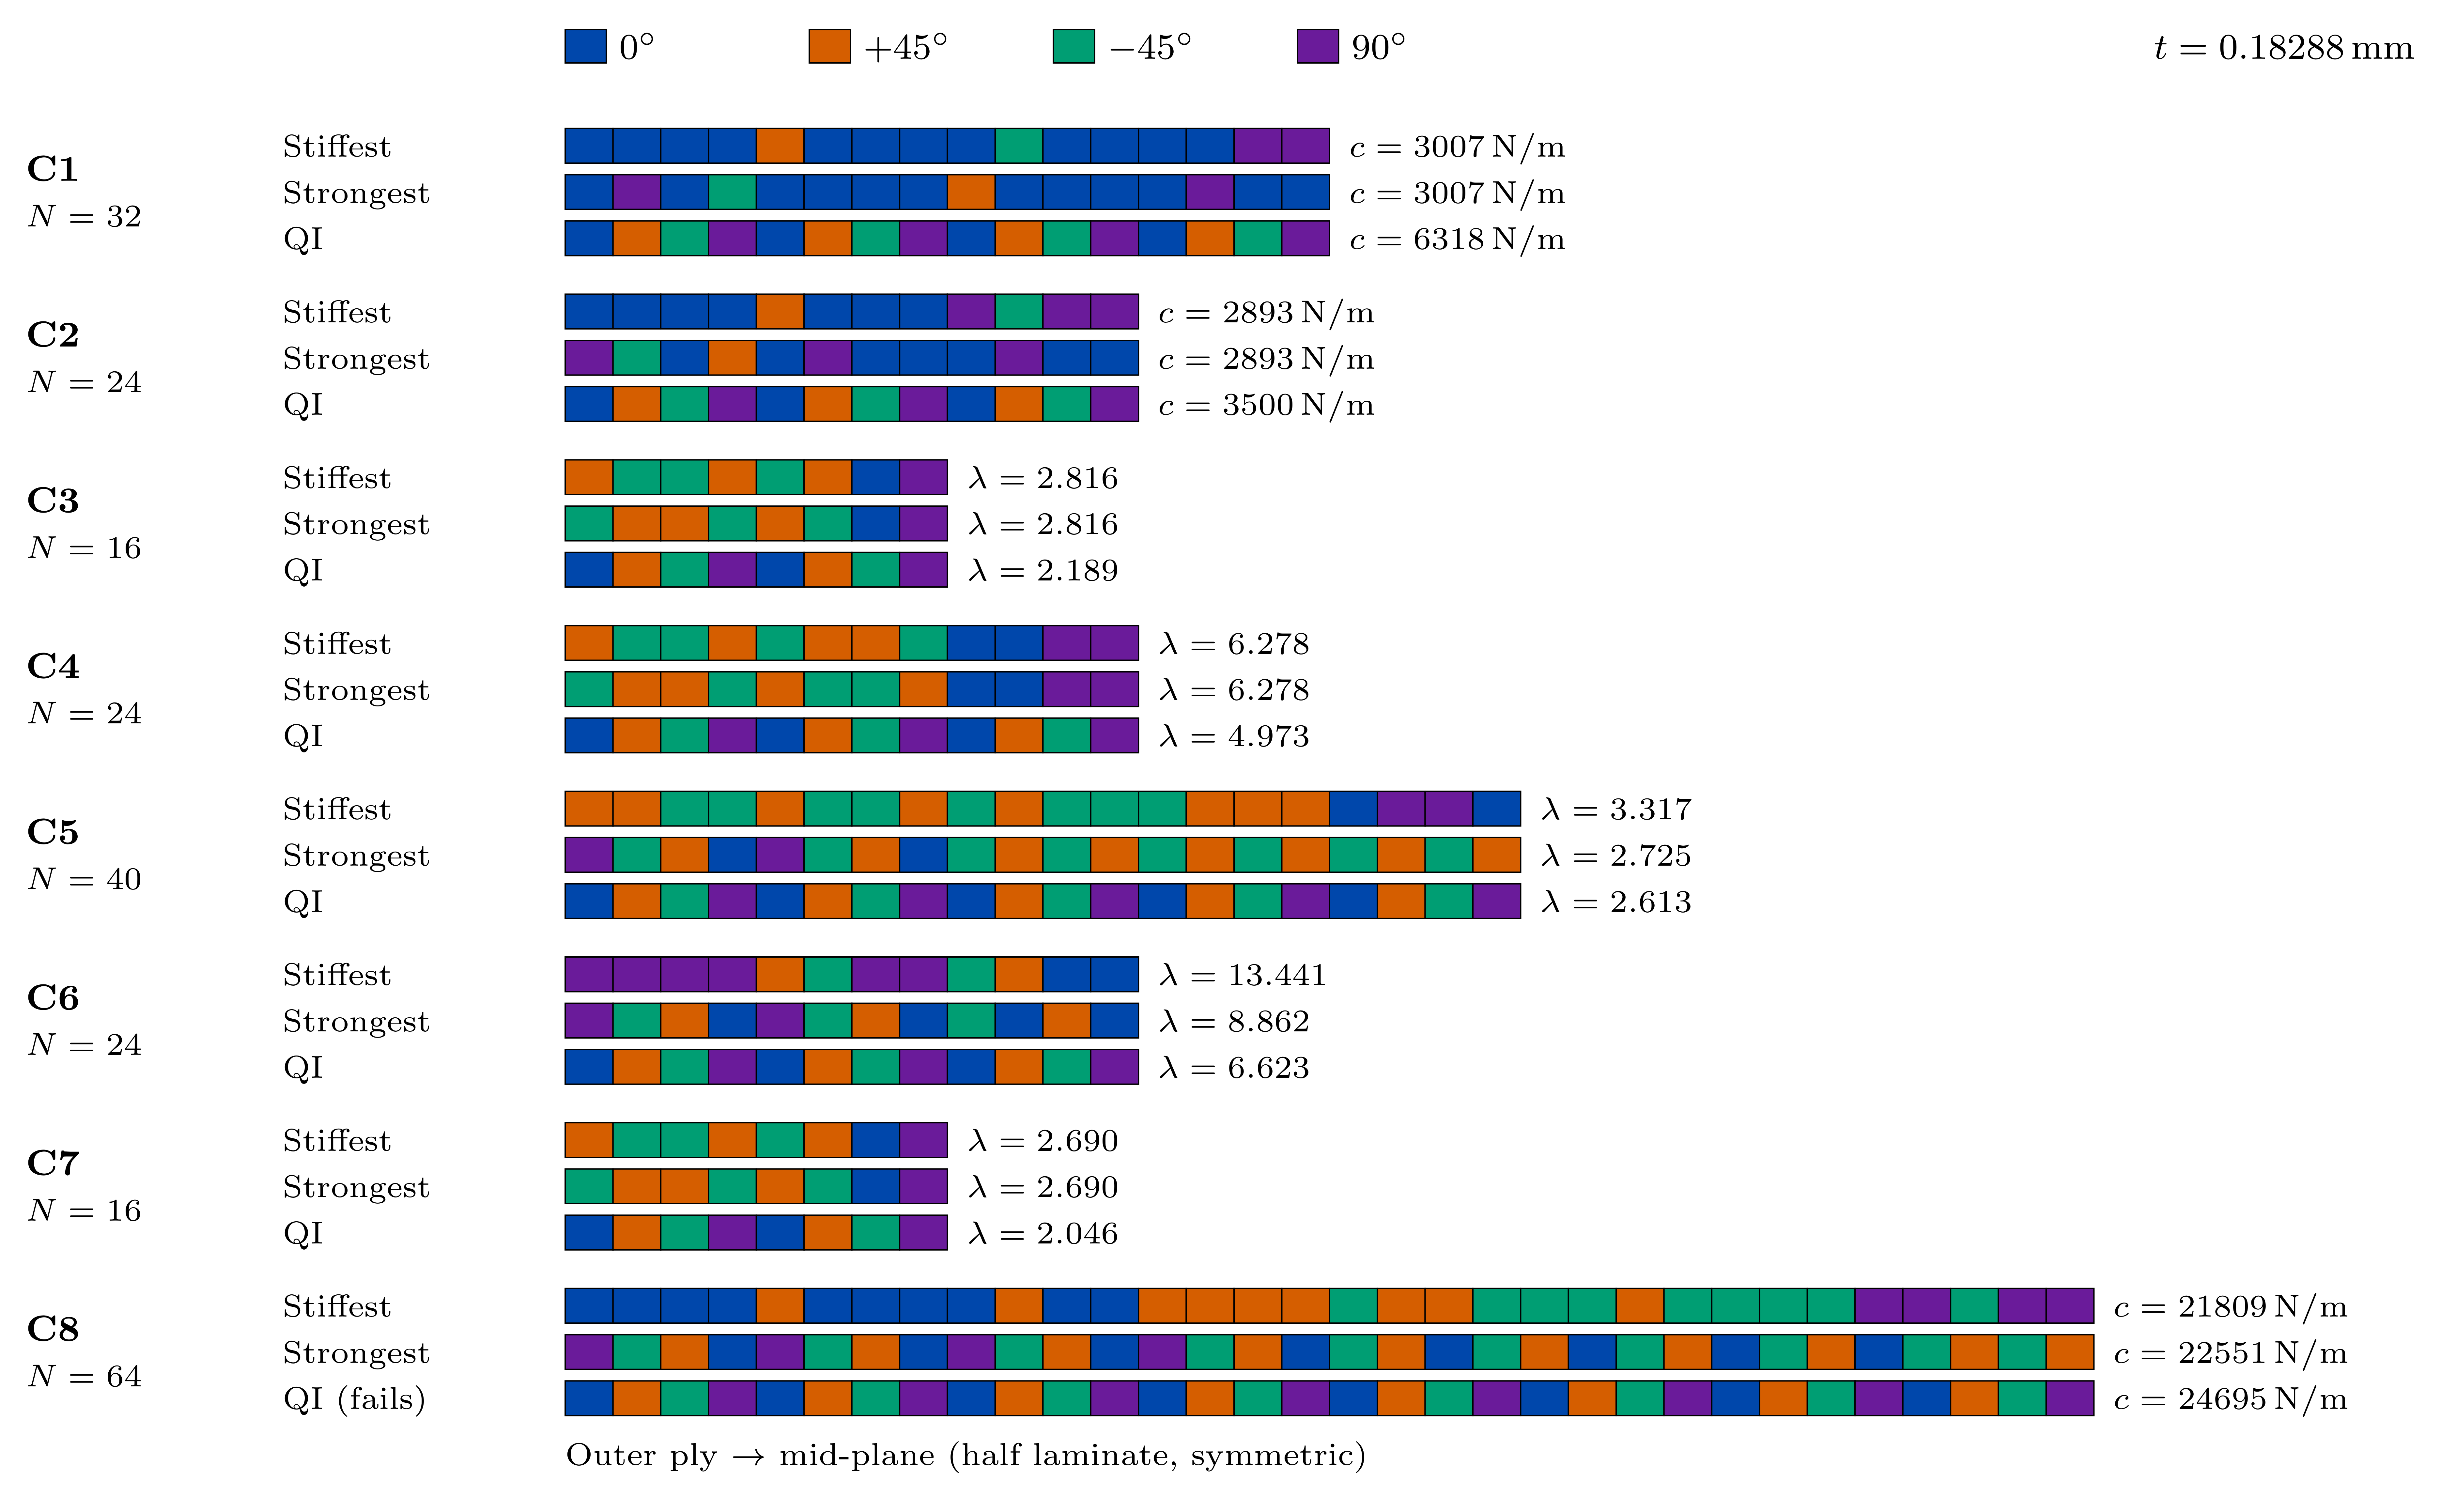 0° +45° −45° 90° t = 0.18288 mm
C1
N = 32
Stiffest c = 3007 N/m
Strongest c = 3007 N/m
QI c = 6318 N/m
C2
N = 24
Stiffest c = 2893 N/m
Strongest c = 2893 N/m
QI c = 3500 N/m
C3
N = 16
Stiffest λ = 2.816
Strongest λ = 2.816
QI λ = 2.189
C4
N = 24
Stiffest λ = 6.278
Strongest λ = 6.278
QI λ = 4.973
C5
N = 40
Stiffest λ = 3.317
Strongest λ = 2.725
QI λ = 2.613
C6
N = 24
Stiffest λ = 13.441
Strongest λ = 8.862
QI λ = 6.623
C7
N = 16
Stiffest λ = 2.690
Strongest λ = 2.690
QI λ = 2.046
C8
N = 64
Stiffest c = 21809 N/m
Strongest c = 22551 N/m
QI (fails) c = 24695 N/m
Outer ply → mid-plane (half laminate, symmetric)